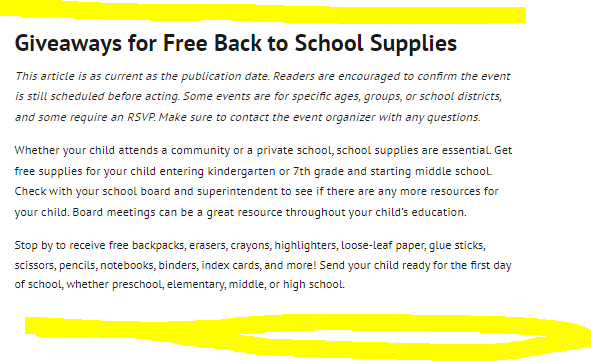 Giveaways for Free Back to School Supplies
This article is as current as the publication date. Readers are encouraged to confirm the event
is still scheduled before acting. Some events are for specific ages, groups, or school districts,
and some require an RSVP. Make sure to contact the event organizer with any questions.
Whether your child attends a community or a private school, school supplies are essential. Get
free supplies for your child entering kindergarten or 7th grade and starting middle school.
Check with your school board and superintendent to see if there are any more resources for
your child. Board meetings can be a great resource throughout your child's education.
Stop by to receive free backpacks, erasers, crayons, highlighters, loose-leaf paper, glue sticks,
scissors, pencils, notebooks, binders, index cards, and more! Send your child ready for the first day
of school, whether preschool, elementary, middle, or high school.